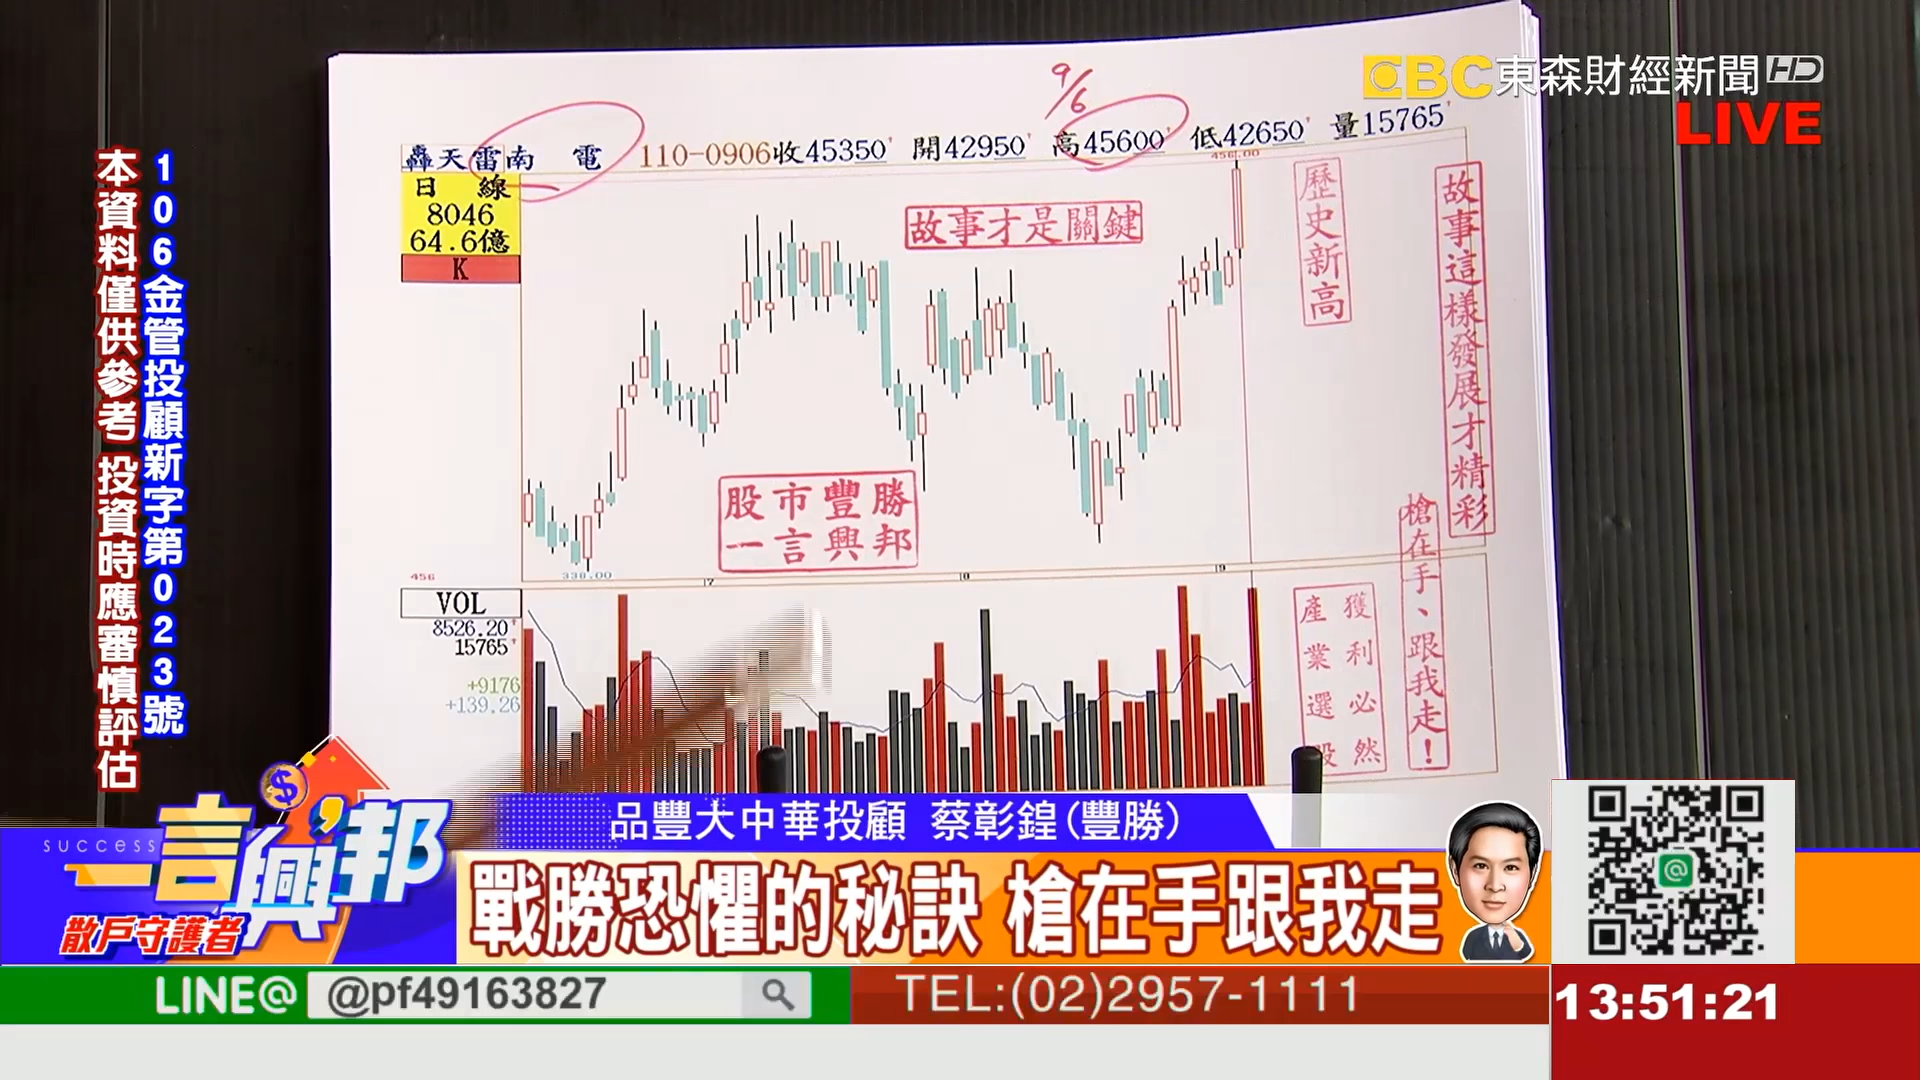 EBC東森財經新聞HD
LIVE
9/6
轟天雷南 電 110-0906收45350 開42950 高45600 低42650 量15765
日 線
8046
64.6億
K
456.00
故事才是關鍵
歷史新高
故事這樣發展才精彩
股市豐勝
一言興邦
槍在手、跟我走!
456
338.00
7
8
9
VOL
8526.20
15765
+9176
+139.26
獲利必然
產業選股
106金管投顧新字第023號
本資料僅供參考 投資時應審慎評估
success
一言興邦
散戶守護者
品豐大中華投顧 蔡彰鍠(豐勝)
戰勝恐懼的秘訣 槍在手跟我走
LINE@ @pf49163827
TEL:(02)2957-1111
13:51:21